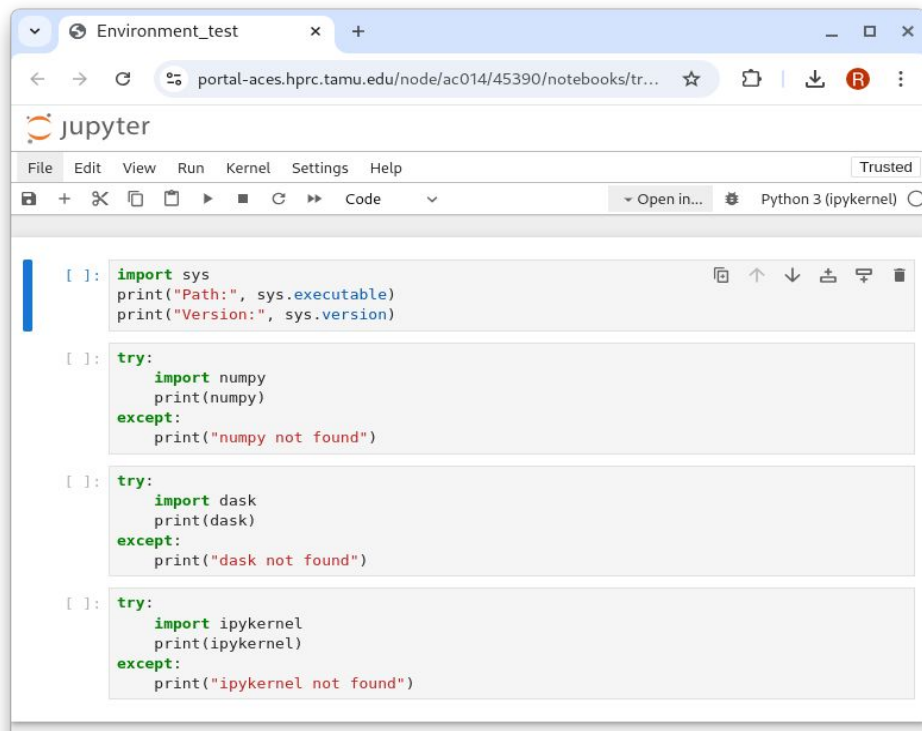 Environment_test
portal-aces.hprc.tamu.edu/node/ac014/45390/notebooks/tr...
R
jupyter
File Edit View Run Kernel Settings Help Trusted
Code Open in... Python 3 (ipykernel)
[ ]: import sys
print("Path:", sys.executable)
print("Version:", sys.version)
[ ]: try:
    import numpy
    print(numpy)
except:
    print("numpy not found")
[ ]: try:
    import dask
    print(dask)
except:
    print("dask not found")
[ ]: try:
    import ipykernel
    print(ipykernel)
except:
    print("ipykernel not found")